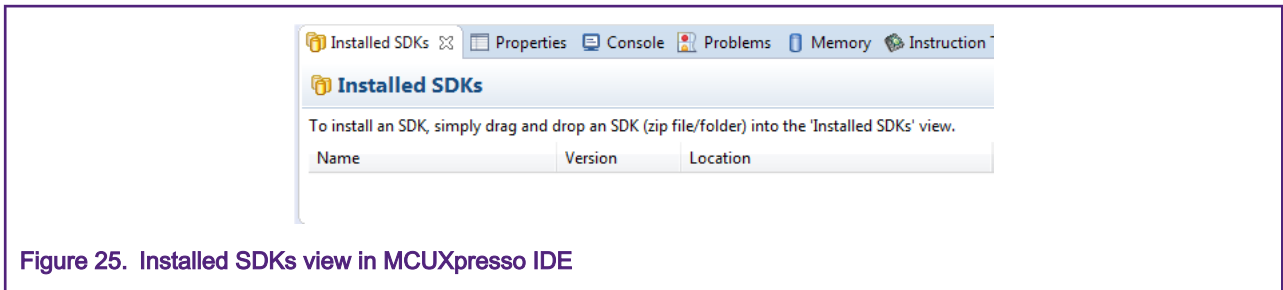 Installed SDKs Properties Console Problems Memory Instruction
Installed SDKs
To install an SDK, simply drag and drop an SDK (zip file/folder) into the 'Installed SDKs' view.
Name Version Location
Figure 25. Installed SDKs view in MCUXpresso IDE